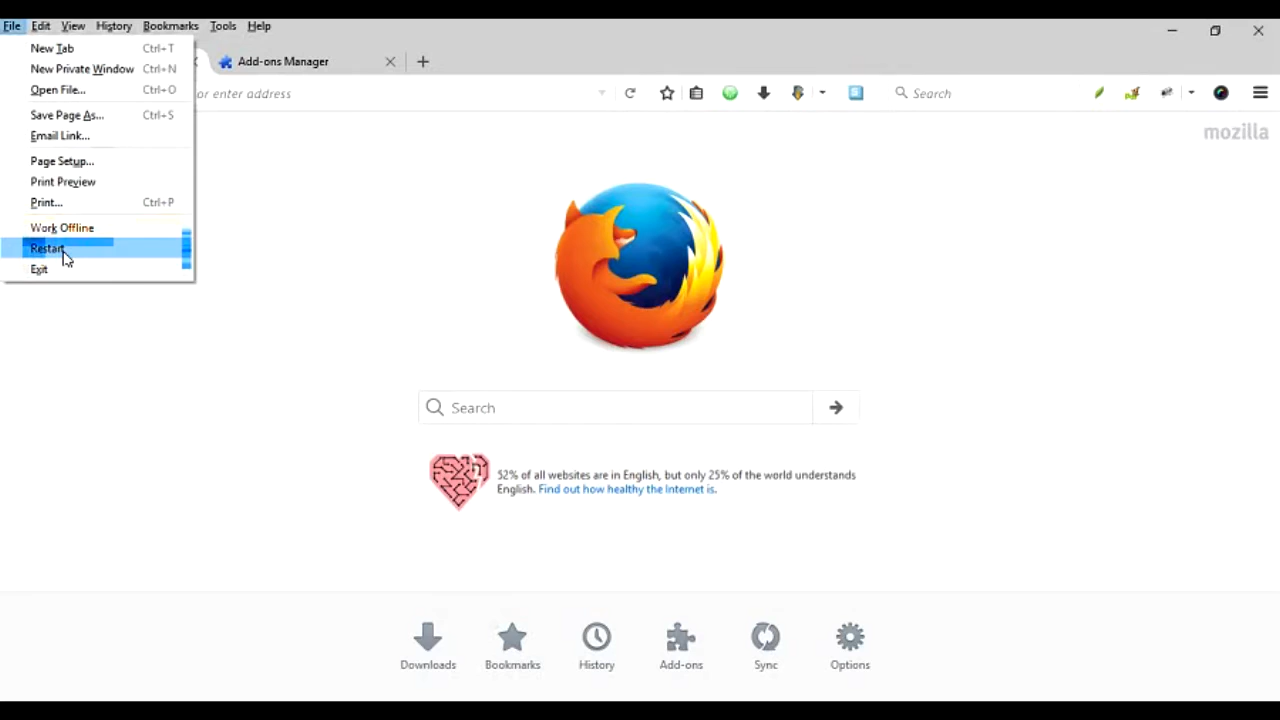 File Edit View History Bookmarks Tools Help
New Tab Ctrl+T
New Private Window Ctrl+N
Open File... Ctrl+O
Save Page As... Ctrl+S
Email Link...
Page Setup...
Print Preview
Print... Ctrl+P
Work Offline
Restart
Exit
Add-ons Manager
or enter address
Search
mozilla
Search
52% of all websites are in English, but only 25% of the world understands
English. Find out how healthy the Internet is.
Downloads Bookmarks History Add-ons Sync Options